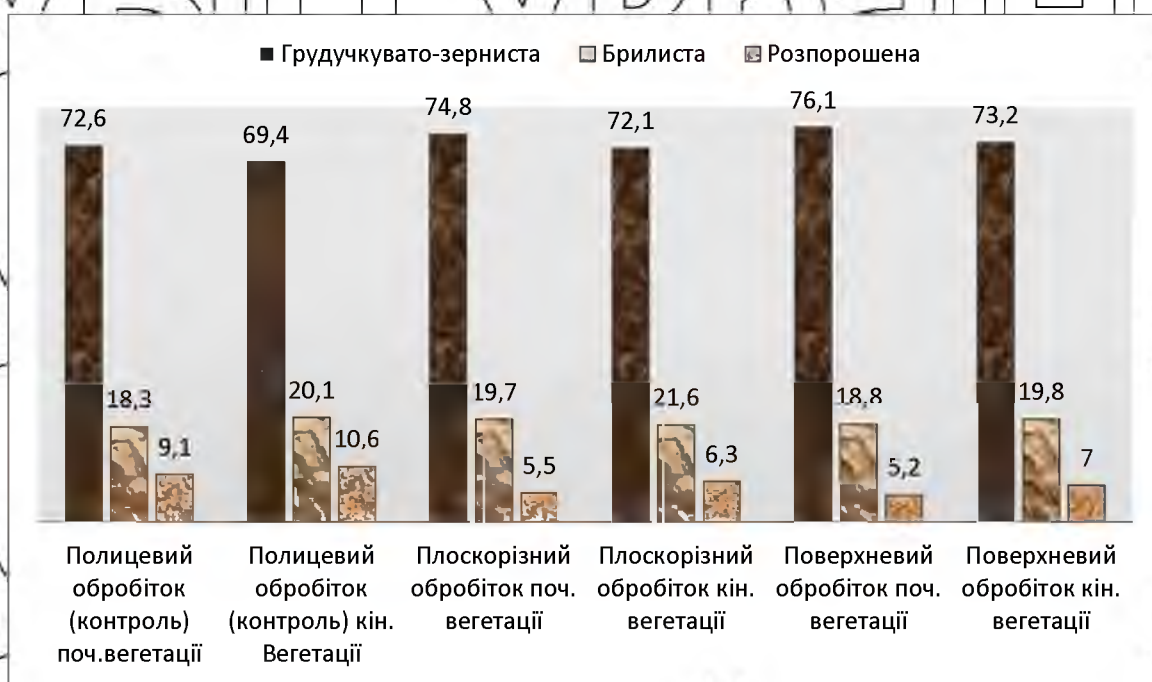 Грудучкувато-зерниста Брилиста Розпорошена
72,6 69,4 74,8 72,1 76,1 73,2
18,3 20,1 19,7 21,6 18,8 19,8
9,1 10,6 5,5 6,3 5,2 7
Полицевий обробіток (контроль) поч.вегетації
Полицевий обробіток (контроль) кін. Вегетації
Плоскорізний обробіток поч. вегетації
Плоскорізний обробіток кін. вегетації
Поверхневий обробіток поч. вегетації
Поверхневий обробіток кін. вегетації